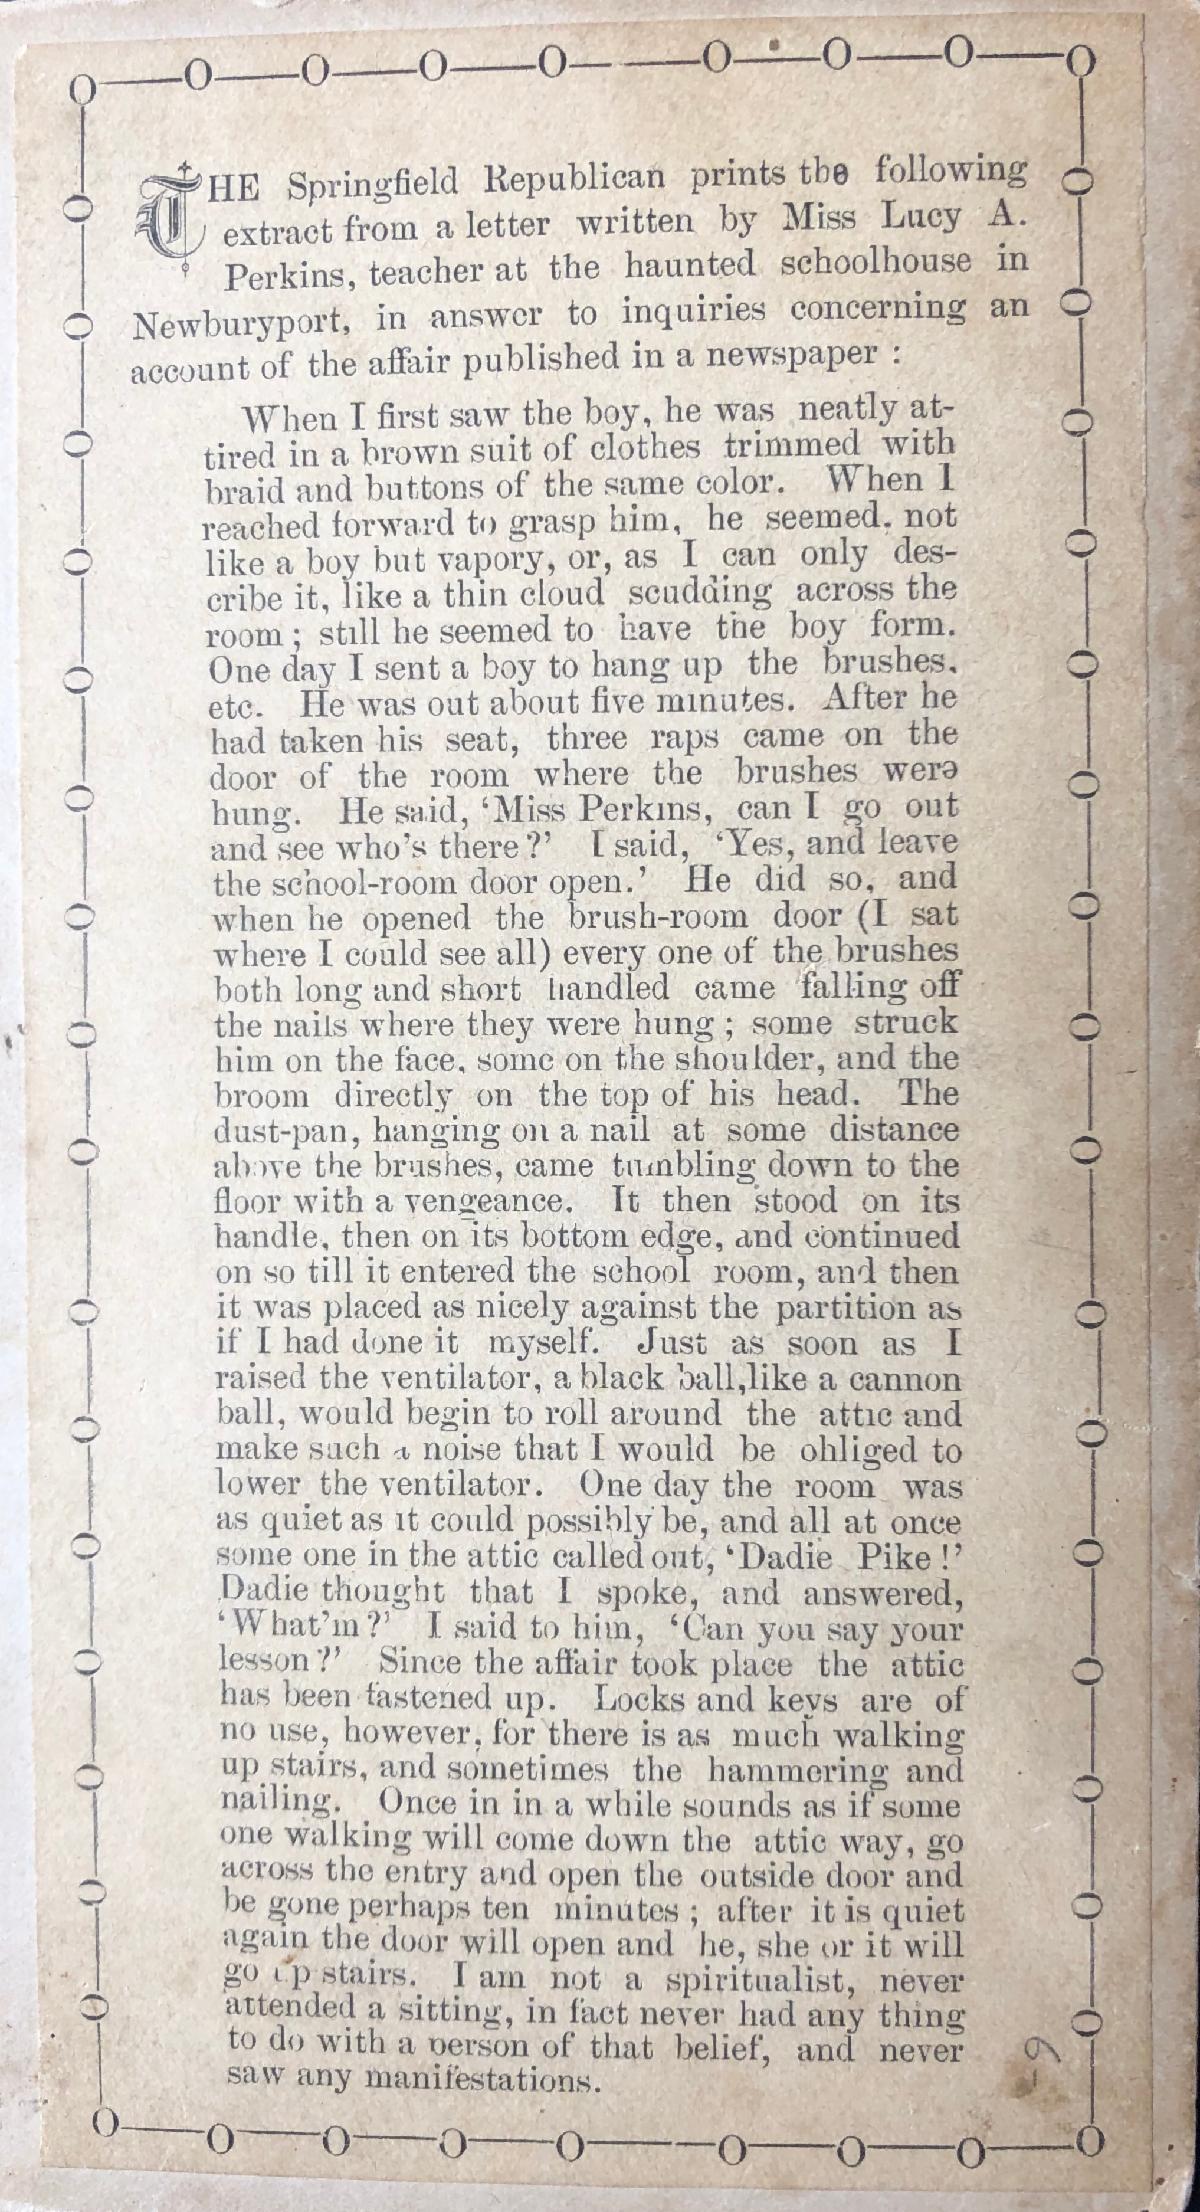 THE Springfield Republican prints the following
extract from a letter written by Miss Lucy A.
Perkins, teacher at the haunted schoolhouse in
Newburyport, in answer to inquiries concerning an
account of the affair published in a newspaper :
When I first saw the boy, he was neatly at-
tired in a brown suit of clothes trimmed with
braid and buttons of the same color. When I
reached forward to grasp him, he seemed, not
like a boy but vapory, or, as I can only des-
cribe it, like a thin cloud scudding across the
room ; still he seemed to have the boy form.
One day I sent a boy to hang up the brushes,
etc. He was out about five minutes. After he
had taken his seat, three raps came on the
door of the room where the brushes were
hung. He said, ‘Miss Perkins, can I go out
and see who’s there ?’ I said, ‘Yes, and leave
the school-room door open.’ He did so, and
when he opened the brush-room door (I sat
where I could see all) every one of the brushes
both long and short handled came falling off
the nails where they were hung ; some struck
him on the face, some on the shoulder, and the
broom directly on the top of his head. The
dust-pan, hanging on a nail at some distance
above the brushes, came tumbling down to the
floor with a vengeance. It then stood on its
handle, then on its bottom edge, and continued
on so till it entered the school room, and then
it was placed as nicely against the partition as
if I had done it myself. Just as soon as I
raised the ventilator, a black ball,like a cannon
ball, would begin to roll around the attic and
make such a noise that I would be ohliged to
lower the ventilator. One day the room was
as quiet as it could possibly be, and all at once
some one in the attic called out, ‘Dadie Pike !’
Dadie thought that I spoke, and answered,
‘What’m ?’ I said to him, ‘Can you say your
lesson ?’ Since the affair took place the attic
has been fastened up. Locks and keys are of
no use, however, for there is as much walking
up stairs, and sometimes the hammering and
nailing. Once in in a while sounds as if some
one walking will come down the attic way, go
across the entry and open the outside door and
be gone perhaps ten minutes ; after it is quiet
again the door will open and he, she or it will
go up stairs. I am not a spiritualist, never
attended a sitting, in fact never had any thing
to do with a person of that belief, and never
saw any manifestations.